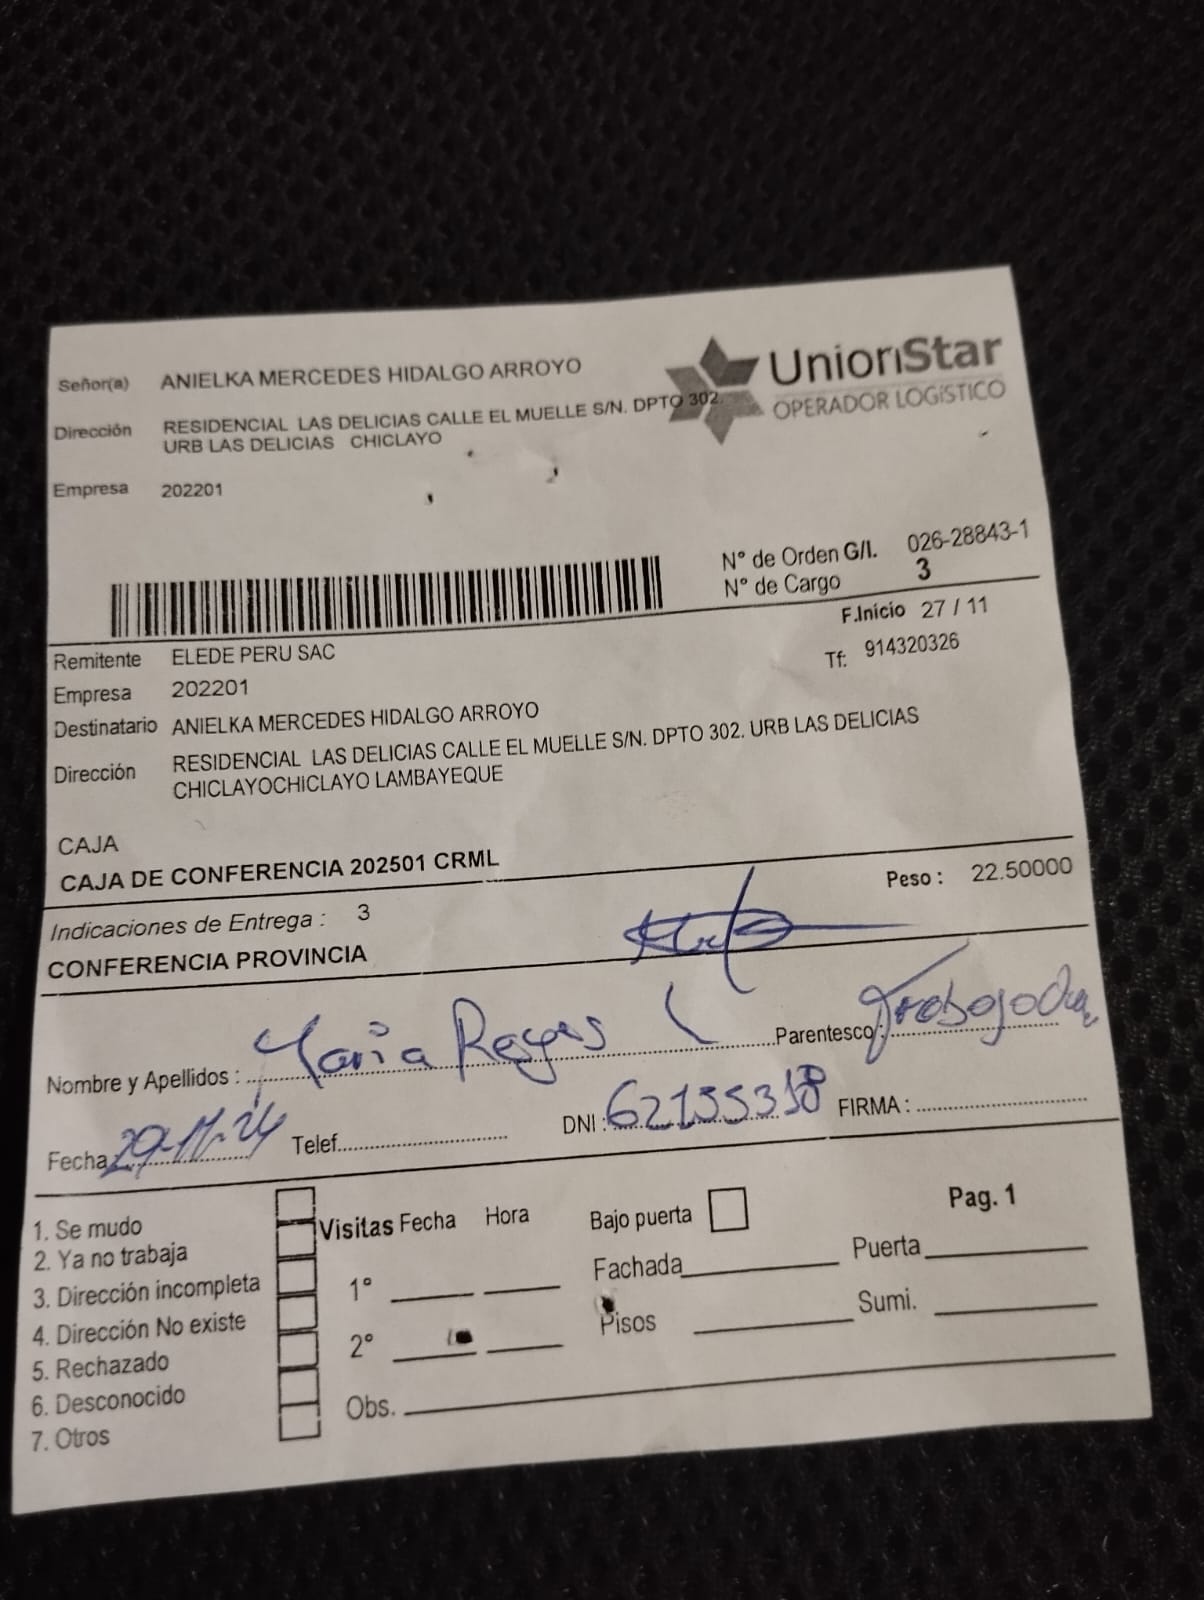 UnionStar
OPERADOR LOGÍSTICO
Señor(a) ANIELKA MERCEDES HIDALGO ARROYO
Dirección RESIDENCIAL LAS DELICIAS CALLE EL MUELLE S/N. DPTO 302.
URB LAS DELICIAS CHICLAYO
Empresa 202201
N° de Orden G/I. 026-28843-1
N° de Cargo 3
F.Inicio 27 / 11
Remitente ELEDE PERU SAC
Tf: 914320326
Empresa 202201
Destinatario ANIELKA MERCEDES HIDALGO ARROYO
Dirección RESIDENCIAL LAS DELICIAS CALLE EL MUELLE S/N. DPTO 302. URB LAS DELICIAS
CHICLAYOCHICLAYO LAMBAYEQUE
CAJA
CAJA DE CONFERENCIA 202501 CRML
Peso : 22.50000
Indicaciones de Entrega : 3
CONFERENCIA PROVINCIA
Nombre y Apellidos : Maria Reyes Parentesco : Trabajadora
Fecha 29-11-24 Telef. DNI : FIRMA :
1. Se mudo
2. Ya no trabaja
3. Dirección incompleta
4. Dirección No existe
5. Rechazado
6. Desconocido
7. Otros
Visitas Fecha Hora
1°
2°
Obs.
Bajo puerta
Fachada
Pisos
Pag. 1
Puerta
Sumi.